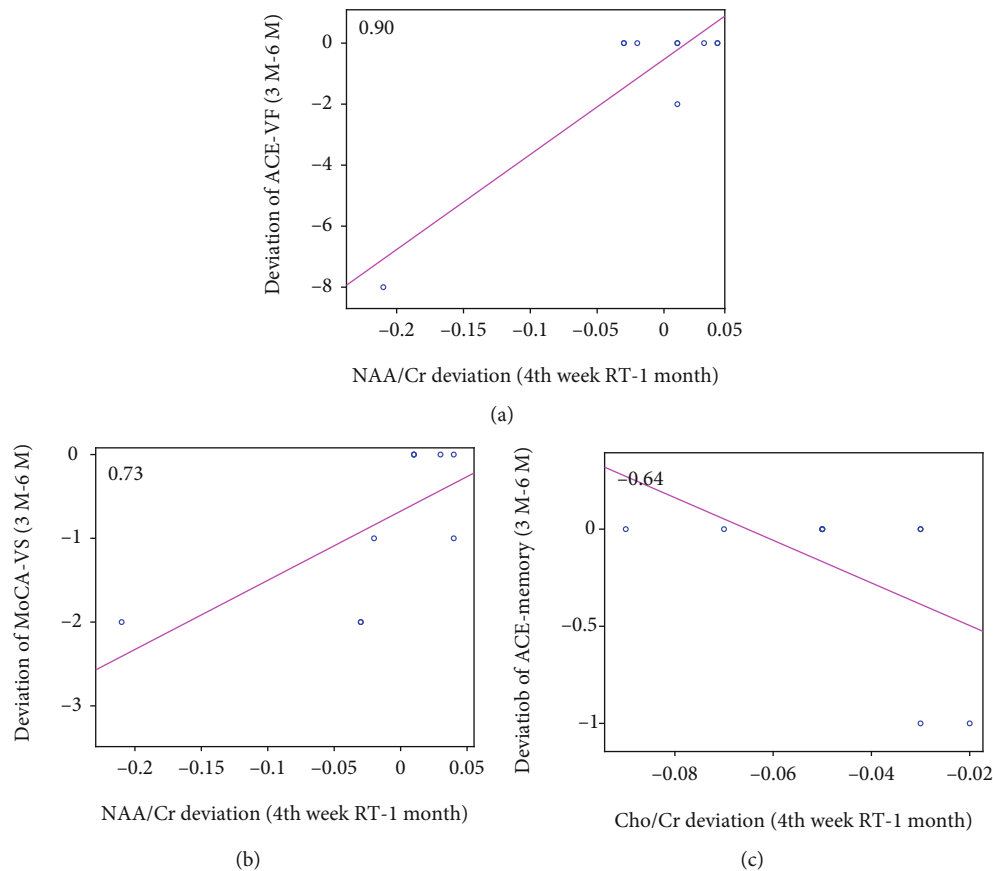 0.90
Deviation of ACE-VF (3 M-6 M)
0
−2
−4
−6
−8
−0.2 −0.15 −0.1 −0.05 0 0.05
NAA/Cr deviation (4th week RT-1 month)
(a)
0.73
Deviation of MoCA-VS (3 M-6 M)
0
−1
−2
−3
−0.2 −0.15 −0.1 −0.05 0 0.05
NAA/Cr deviation (4th week RT-1 month)
(b)
−0.64
Deviatiob of ACE-memory (3 M-6 M)
0
−0.5
−1
−0.08 −0.06 −0.04 −0.02
Cho/Cr deviation (4th week RT-1 month)
(c)